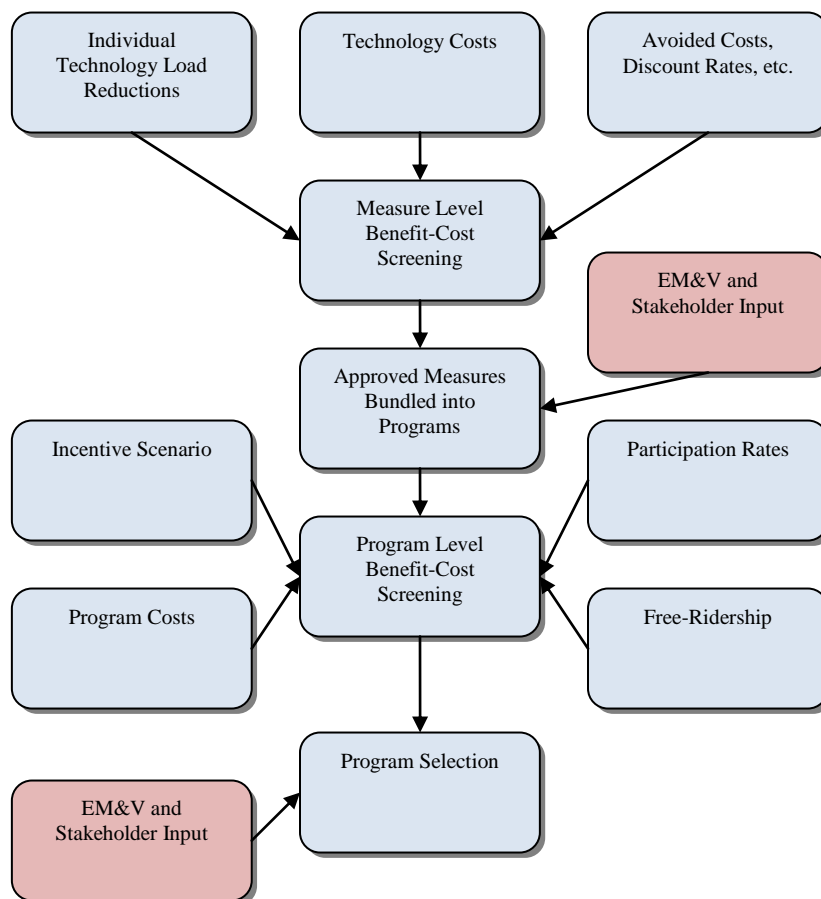 Individual
Technology Load
Reductions
Technology Costs
Avoided Costs,
Discount Rates, etc.
Measure Level
Benefit-Cost
Screening
EM&V and
Stakeholder Input
Approved Measures
Bundled into
Programs
Incentive Scenario
Participation Rates
Program Level
Benefit-Cost
Screening
Program Costs
Free-Ridership
Program Selection
EM&V and
Stakeholder Input